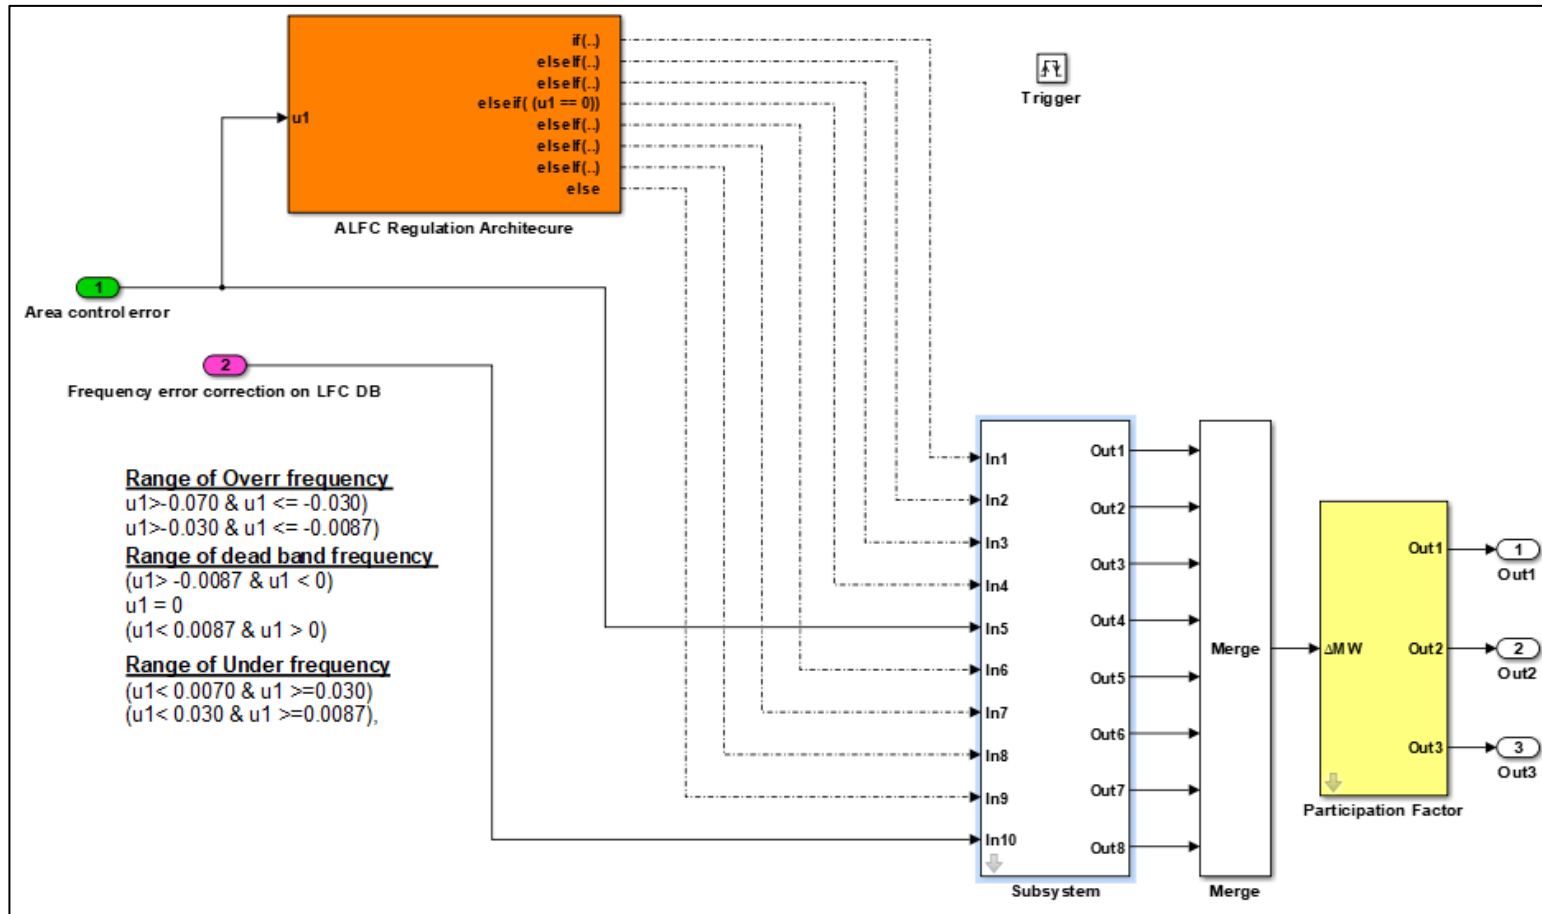 if(..)
elseIf(..)
elseIf(..)
elseif( (u1 == 0))
elseIf(..)
elseIf(..)
elseIf(..)
else
u1
ALFC Regulation Architecure
Trigger
1
Area control error
2
Frequency error correction on LFC DB
Range of Overr frequency
u1>-0.070 & u1 <= -0.030)
u1>-0.030 & u1 <= -0.0087)
Range of dead band frequency
(u1> -0.0087 & u1 < 0)
u1 = 0
(u1< 0.0087 & u1 > 0)
Range of Under frequency
(u1< 0.0070 & u1 >=0.030)
(u1< 0.030 & u1 >=0.0087),
In1
In2
In3
In4
In5
In6
In7
In8
In9
In10
Out1
Out2
Out3
Out4
Out5
Out6
Out7
Out8
Subsystem
Merge
Merge
ΔMW
Out1
Out2
Out3
Participation Factor
1
Out1
2
Out2
3
Out3